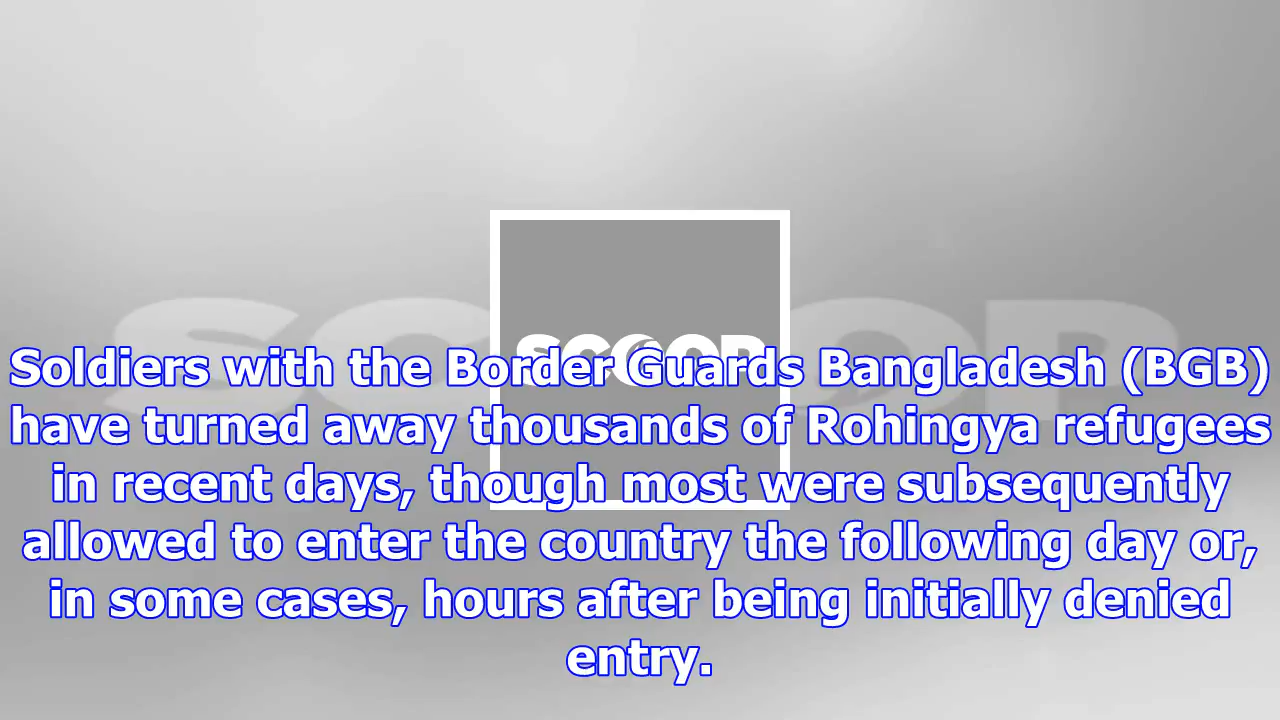 SCOOP
SCOOP
Soldiers with the Border Guards Bangladesh (BGB)
have turned away thousands of Rohingya refugees
in recent days, though most were subsequently
allowed to enter the country the following day or,
in some cases, hours after being initially denied
entry.